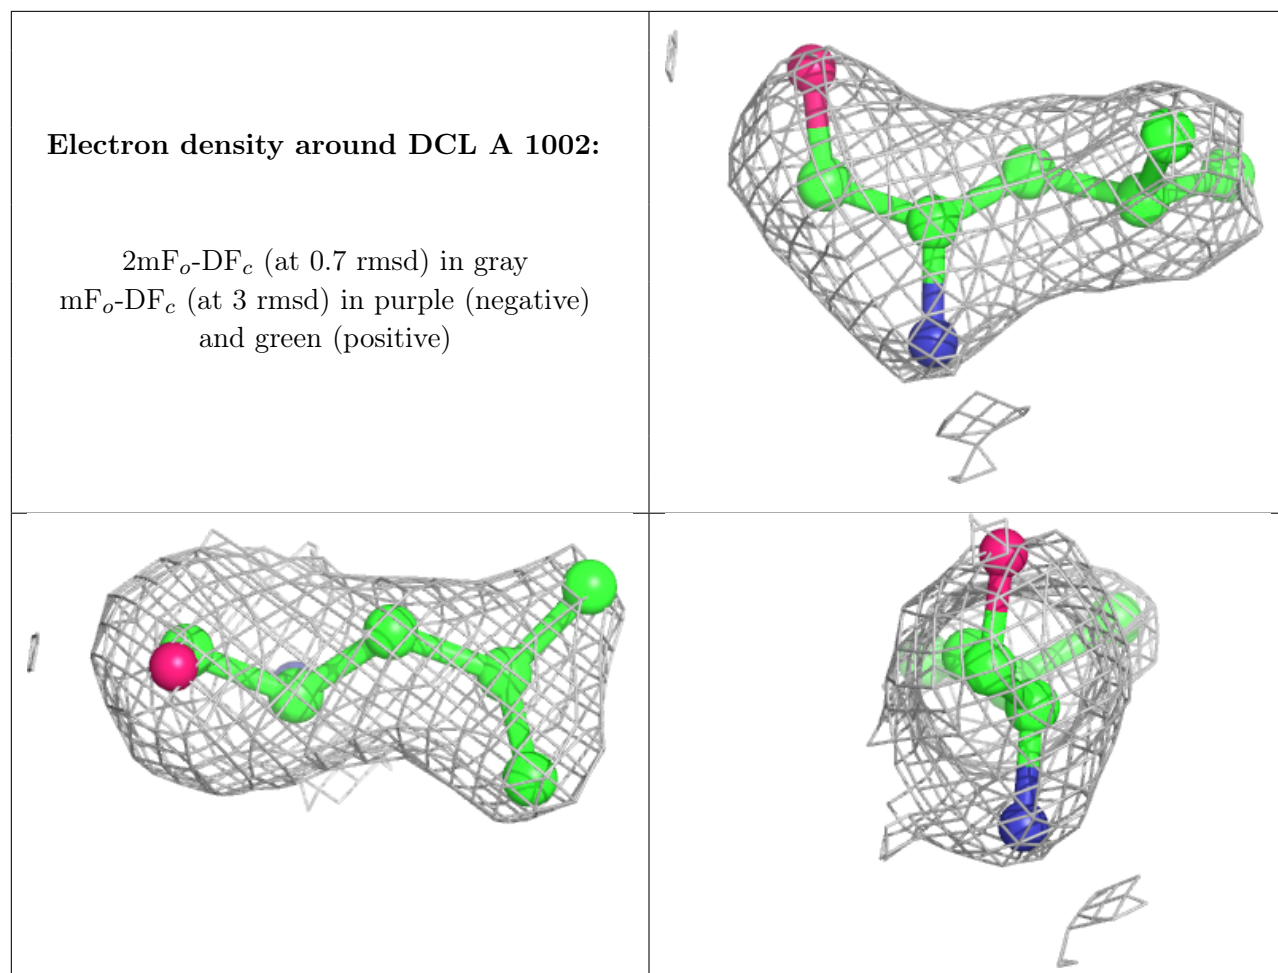 Electron density around DCL A 1002:
2mFₒ-DF𝒸 (at 0.7 rmsd) in gray
mFₒ-DF𝒸 (at 3 rmsd) in purple (negative)
and green (positive)